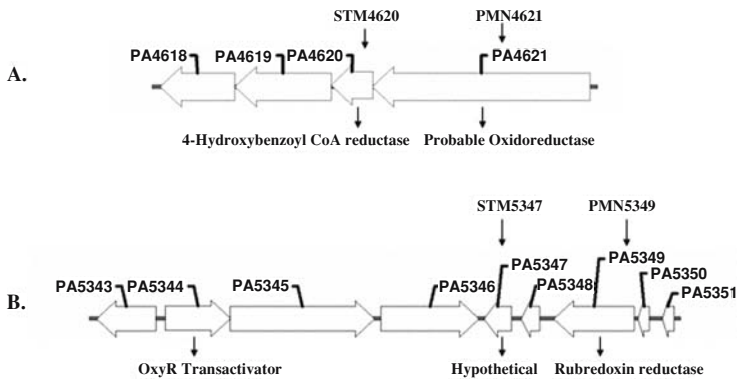 STM4620 PMN4621
PA4618 PA4619 PA4620 PA4621
A.
4-Hydroxybenzoyl CoA reductase Probable Oxidoreductase
STM5347 PMN5349
PA5343 PA5344 PA5345 PA5346 PA5347 PA5348 PA5349 PA5350 PA5351
B.
OxyR Transactivator Hypothetical Rubredoxin reductase